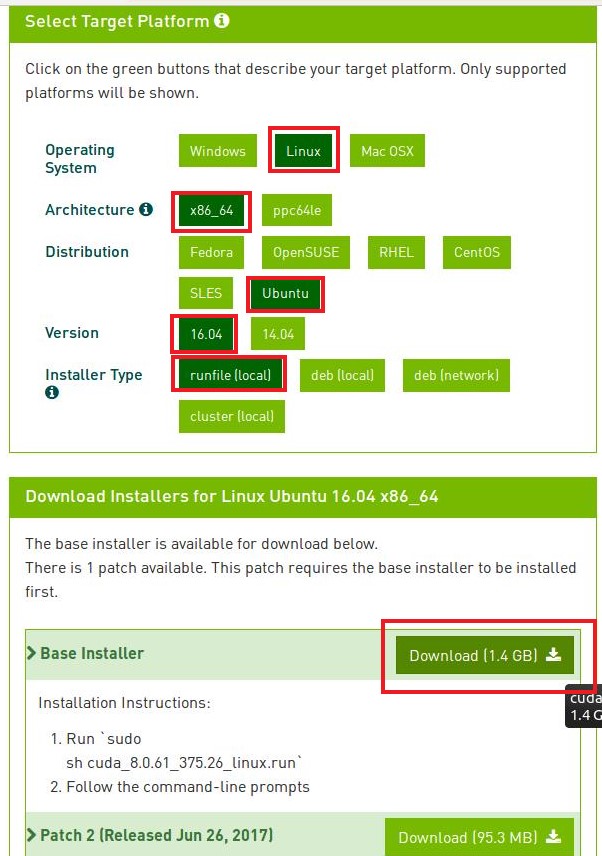 Select Target Platform
Click on the green buttons that describe your target platform. Only supported
platforms will be shown.
Operating
System
Windows
Linux
Mac OSX
Architecture
x86_64
ppc64le
Distribution
Fedora
OpenSUSE
RHEL
CentOS
SLES
Ubuntu
Version
16.04
14.04
Installer Type
runfile (local)
deb (local)
deb (network)
cluster (local)
Download Installers for Linux Ubuntu 16.04 x86_64
The base installer is available for download below.
There is 1 patch available. This patch requires the base installer to be installed
first.
Base Installer
Download (1.4 GB)
cuda
1.4 G
Installation Instructions:
1. Run `sudo
sh cuda_8.0.61_375.26_linux.run`
2. Follow the command-line prompts
Patch 2 (Released Jun 26, 2017)
Download (95.3 MB)